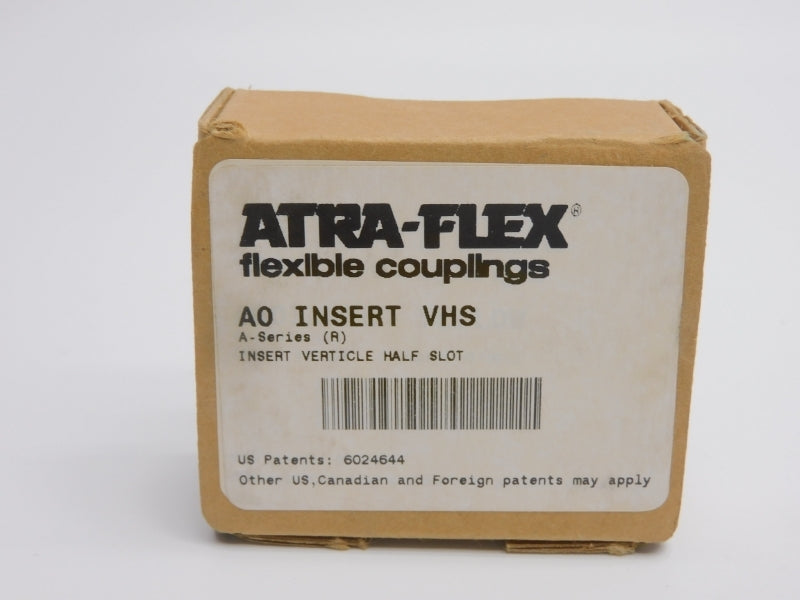 ATRA-FLEX®
flexible couplings
A0 INSERT VHS
A-Series (R)
INSERT VERTICLE HALF SLOT
US Patents: 6024644
Other US,Canadian and Foreign patents may apply